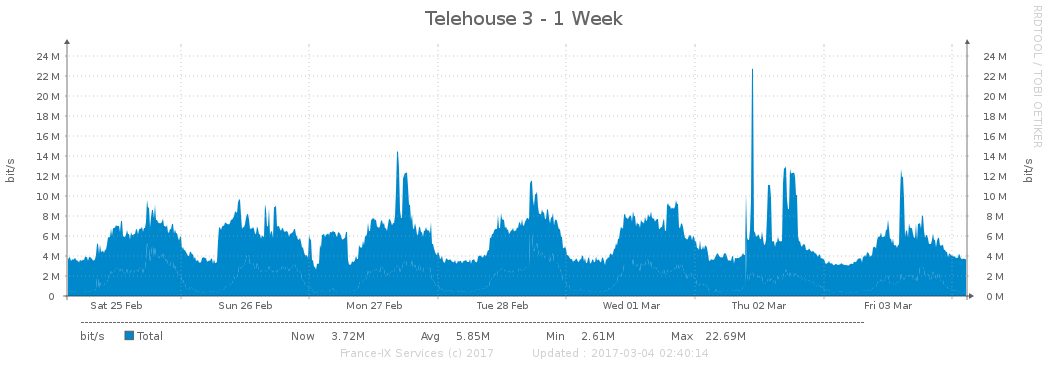 Telehouse 3 - 1 Week
RRDTOOL / TOBI OETIKER
24 M 24 M
22 M 22 M
20 M 20 M
18 M 18 M
16 M 16 M
14 M 14 M
bit/s 12 M 12 M bit/s
10 M 10 M
8 M 8 M
6 M 6 M
4 M 4 M
2 M 2 M
0 0 M
Sat 25 Feb Sun 26 Feb Mon 27 Feb Tue 28 Feb Wed 01 Mar Thu 02 Mar Fri 03 Mar
bit/s Total Now 3.72M Avg 5.85M Min 2.61M Max 22.69M
France-IX Services (c) 2017 Updated : 2017-03-04 02:40:14